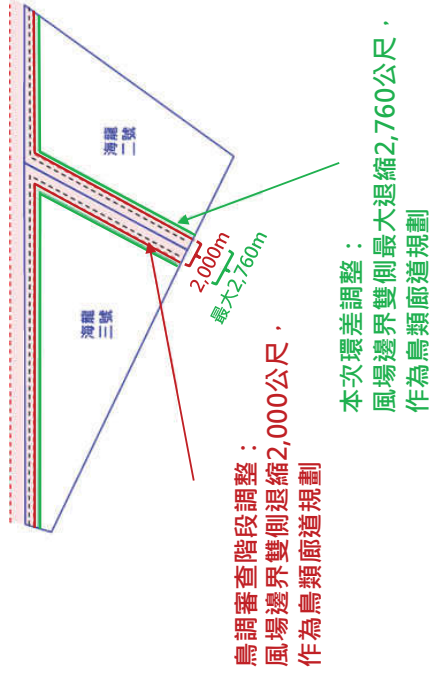 海龍
二號
海龍
三號
2,000m
最大2,760m
鳥調審查階段調整：
風場邊界雙側退縮2,000公尺，
作為鳥類廊道規劃
本次環差調整：
風場邊界雙側最大退縮2,760公尺，
作為鳥類廊道規劃